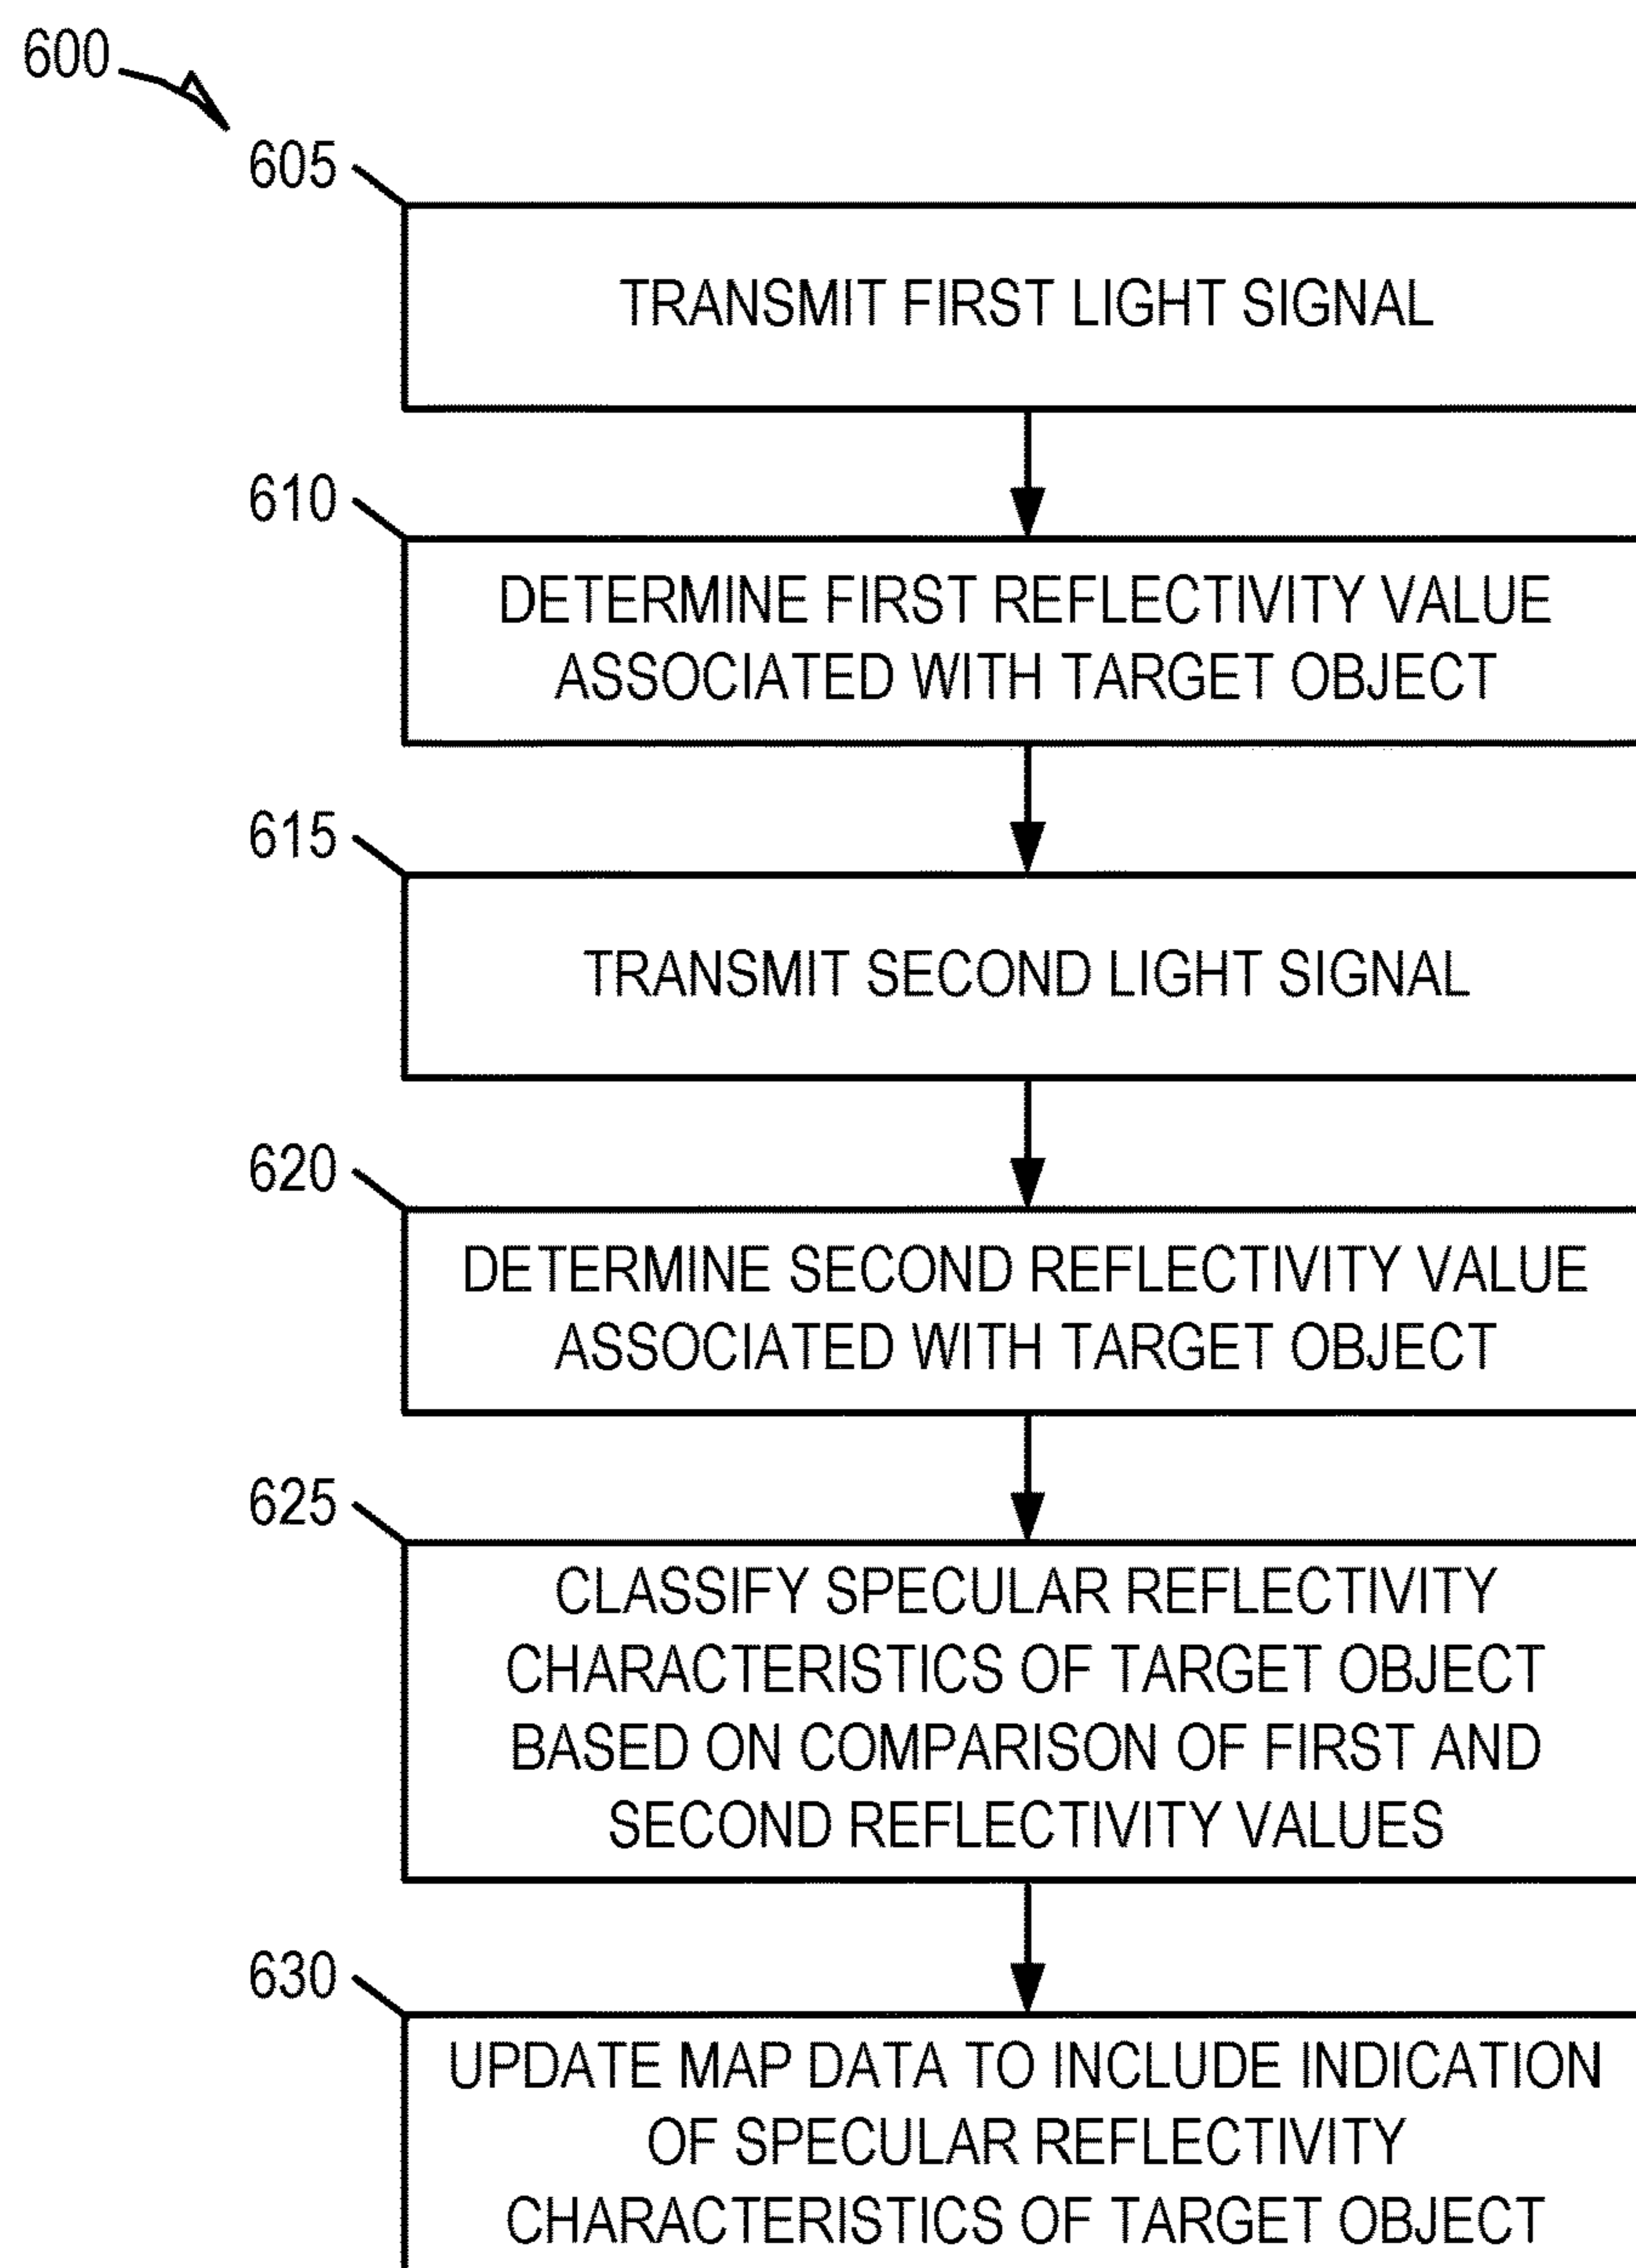 600
605
TRANSMIT FIRST LIGHT SIGNAL
610
DETERMINE FIRST REFLECTIVITY VALUE
ASSOCIATED WITH TARGET OBJECT
615
TRANSMIT SECOND LIGHT SIGNAL
620
DETERMINE SECOND REFLECTIVITY VALUE
ASSOCIATED WITH TARGET OBJECT
625
CLASSIFY SPECULAR REFLECTIVITY
CHARACTERISTICS OF TARGET OBJECT
BASED ON COMPARISON OF FIRST AND
SECOND REFLECTIVITY VALUES
630
UPDATE MAP DATA TO INCLUDE INDICATION
OF SPECULAR REFLECTIVITY
CHARACTERISTICS OF TARGET OBJECT